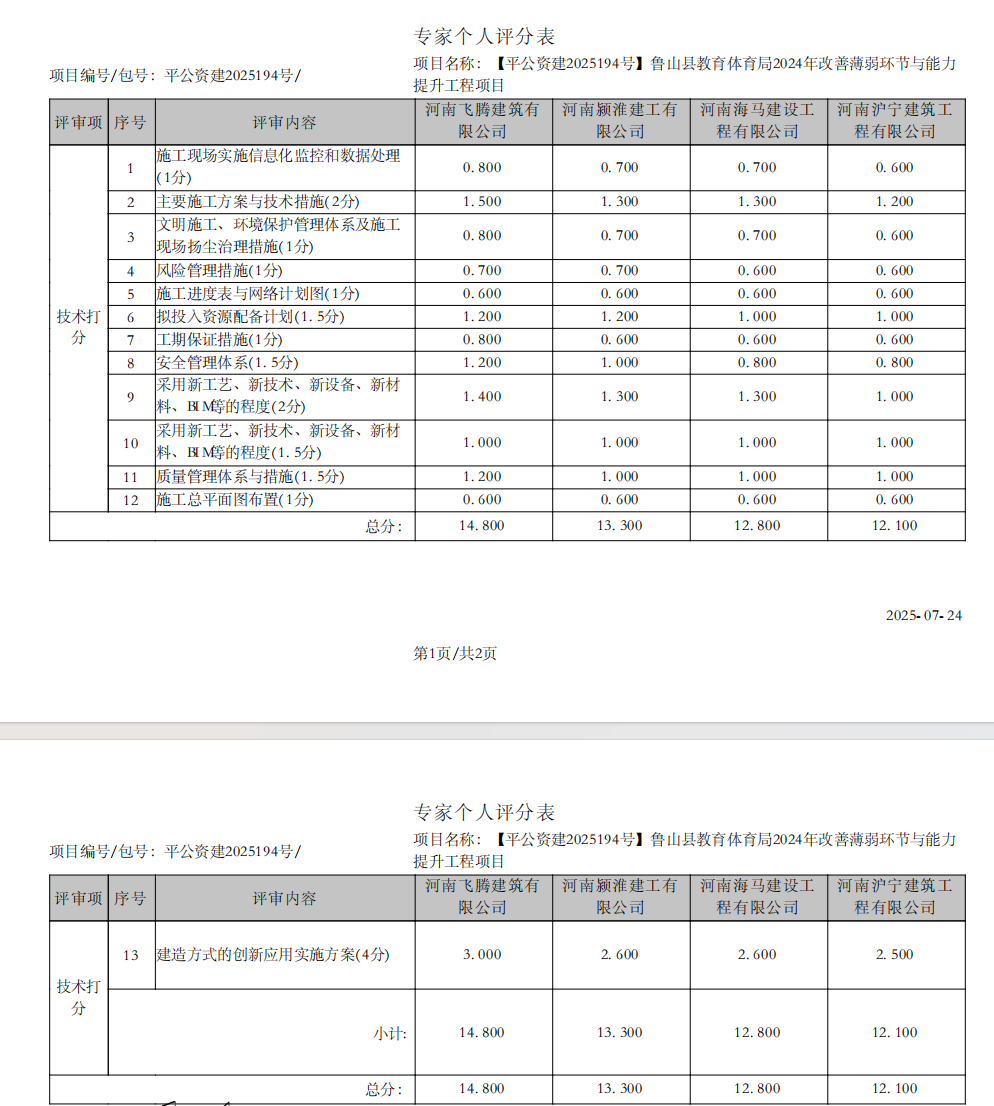 专家个人评分表
项目编号/包号：平公资建2025194号/
项目名称：【平公资建2025194号】鲁山县教育体育局2024年改善薄弱环节与能力
提升工程项目
评审项 序号 评审内容 河南飞腾建筑有限公司 河南颍淮建工有限公司 河南海马建设工程有限公司 河南沪宁建筑工程有限公司
技术打分
1 施工现场实施信息化监控和数据处理(1分) 0.800 0.700 0.700 0.600
2 主要施工方案与技术措施(2分) 1.500 1.300 1.300 1.200
3 文明施工、环境保护管理体系及施工现场扬尘治理措施(1分) 0.800 0.700 0.700 0.600
4 风险管理措施(1分) 0.700 0.700 0.600 0.600
5 施工进度表与网络计划图(1分) 0.600 0.600 0.600 0.600
6 拟投入资源配备计划(1.5分) 1.200 1.200 1.000 1.000
7 工期保证措施(1分) 0.800 0.600 0.600 0.600
8 安全管理体系(1.5分) 1.200 1.000 0.800 0.800
9 采用新工艺、新技术、新设备、新材料、BIM等的程度(2分) 1.400 1.300 1.300 1.000
10 采用新工艺、新技术、新设备、新材料、BIM等的程度(1.5分) 1.000 1.000 1.000 1.000
11 质量管理体系与措施(1.5分) 1.200 1.000 1.000 1.000
12 施工总平面图布置(1分) 0.600 0.600 0.600 0.600
总分： 14.800 13.300 12.800 12.100
2025-07-24
第1页/共2页
专家个人评分表
项目编号/包号：平公资建2025194号/
项目名称：【平公资建2025194号】鲁山县教育体育局2024年改善薄弱环节与能力
提升工程项目
评审项 序号 评审内容 河南飞腾建筑有限公司 河南颍淮建工有限公司 河南海马建设工程有限公司 河南沪宁建筑工程有限公司
技术打分
13 建造方式的创新应用实施方案(4分) 3.000 2.600 2.600 2.500
小计: 14.800 13.300 12.800 12.100
总分： 14.800 13.300 12.800 12.100